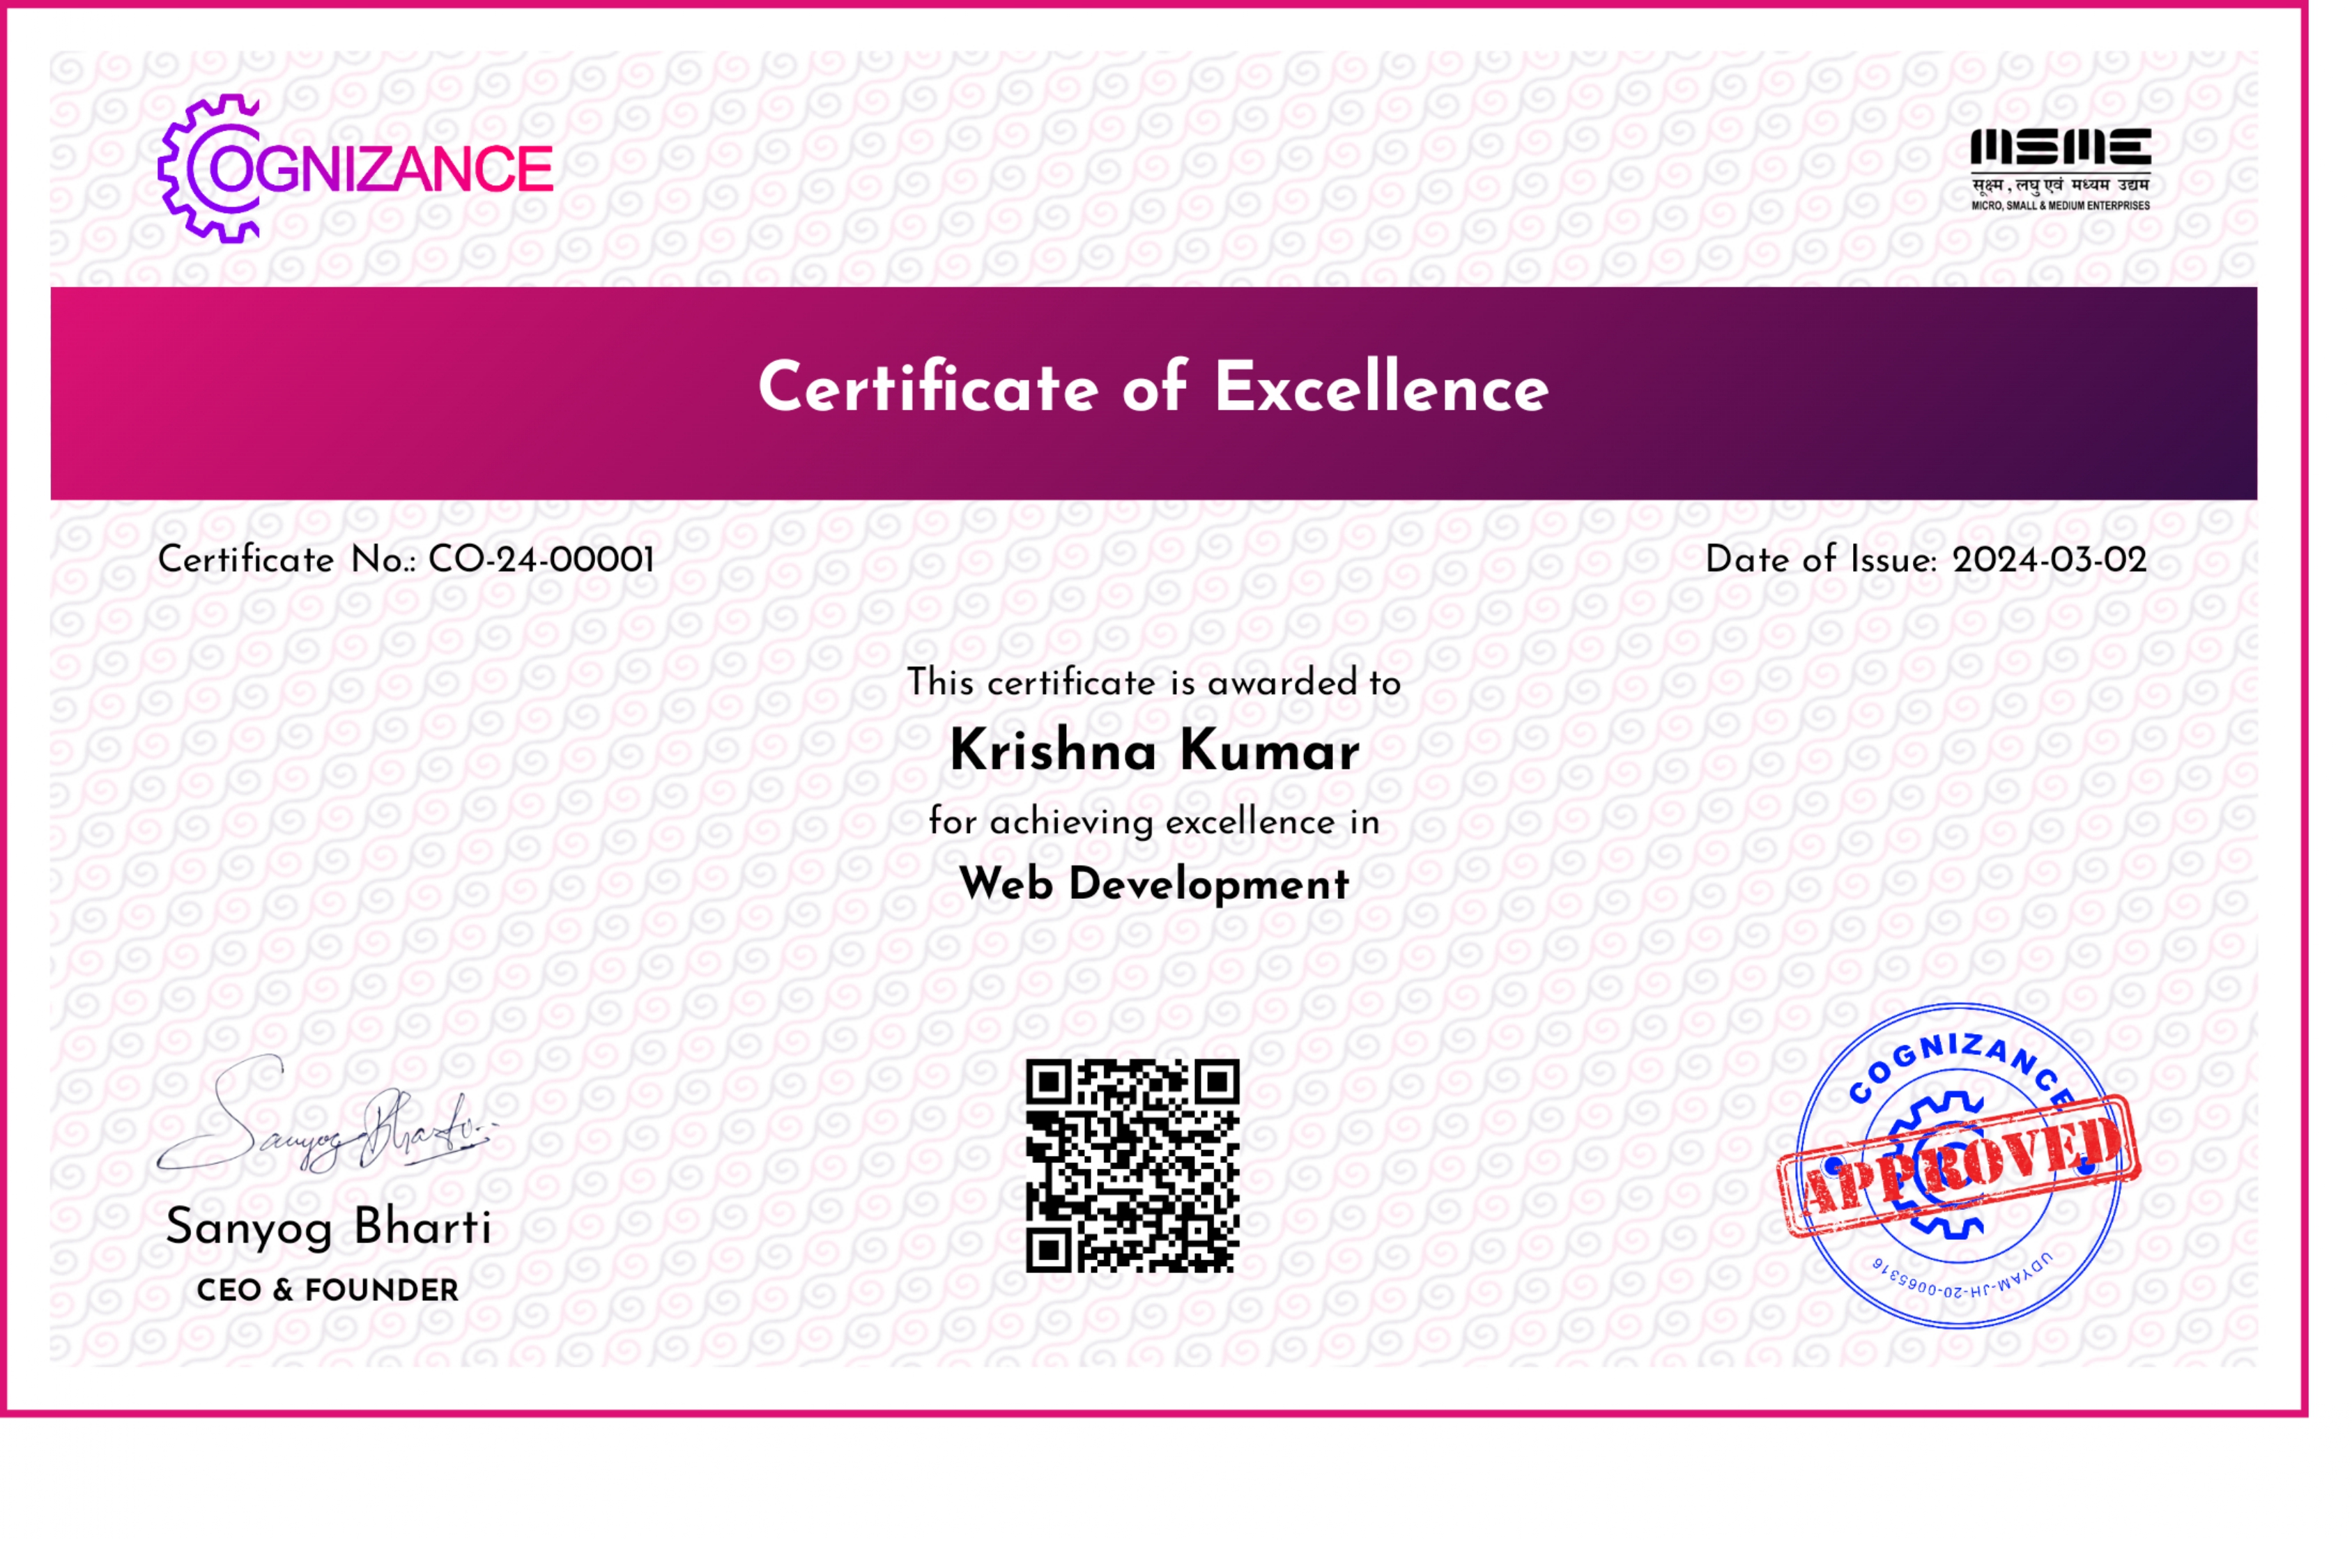 COGNIZANCE
MSME
सूक्ष्म , लघु एवं मध्यम उद्यम
MICRO, SMALL & MEDIUM ENTERPRISES
Certificate of Excellence
Certificate No.: CO-24-00001
Date of Issue: 2024-03-02
This certificate is awarded to
Krishna Kumar
for achieving excellence in
Web Development
Sanyog Bharti
Sanyog Bharti
CEO & FOUNDER
COGNIZANCE
APPROVED
UDYAM-JH-20-0065316